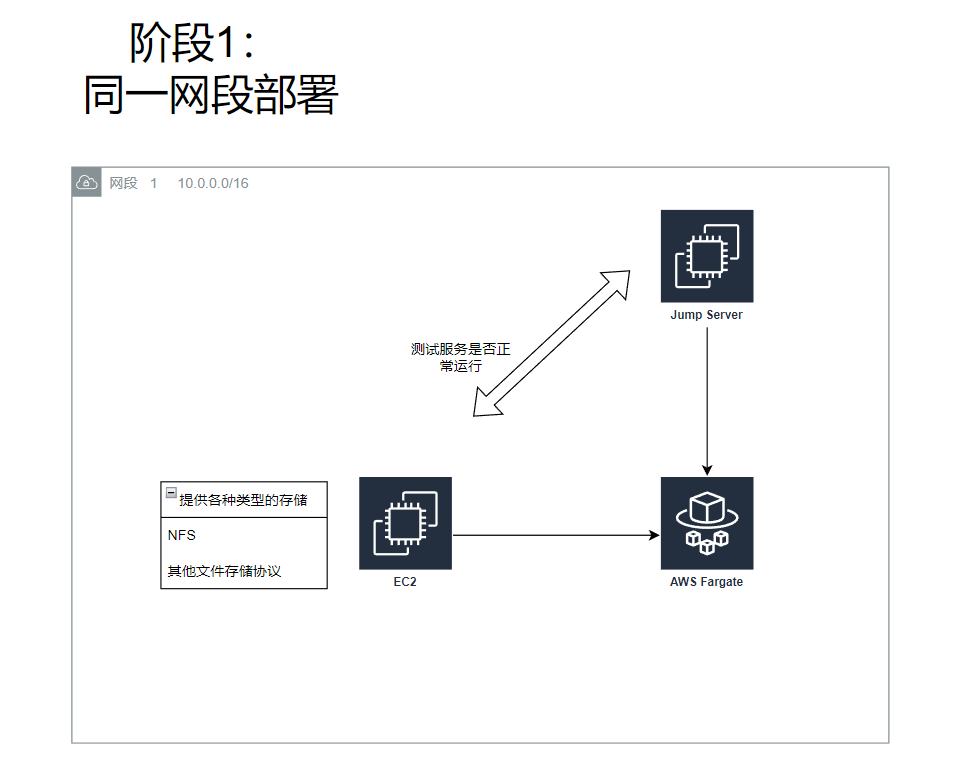 阶段1：
同一网段部署
网段 1 10.0.0.0/16
Jump Server
测试服务是否正
常运行
提供各种类型的存储
NFS
其他文件存储协议
EC2
AWS Fargate